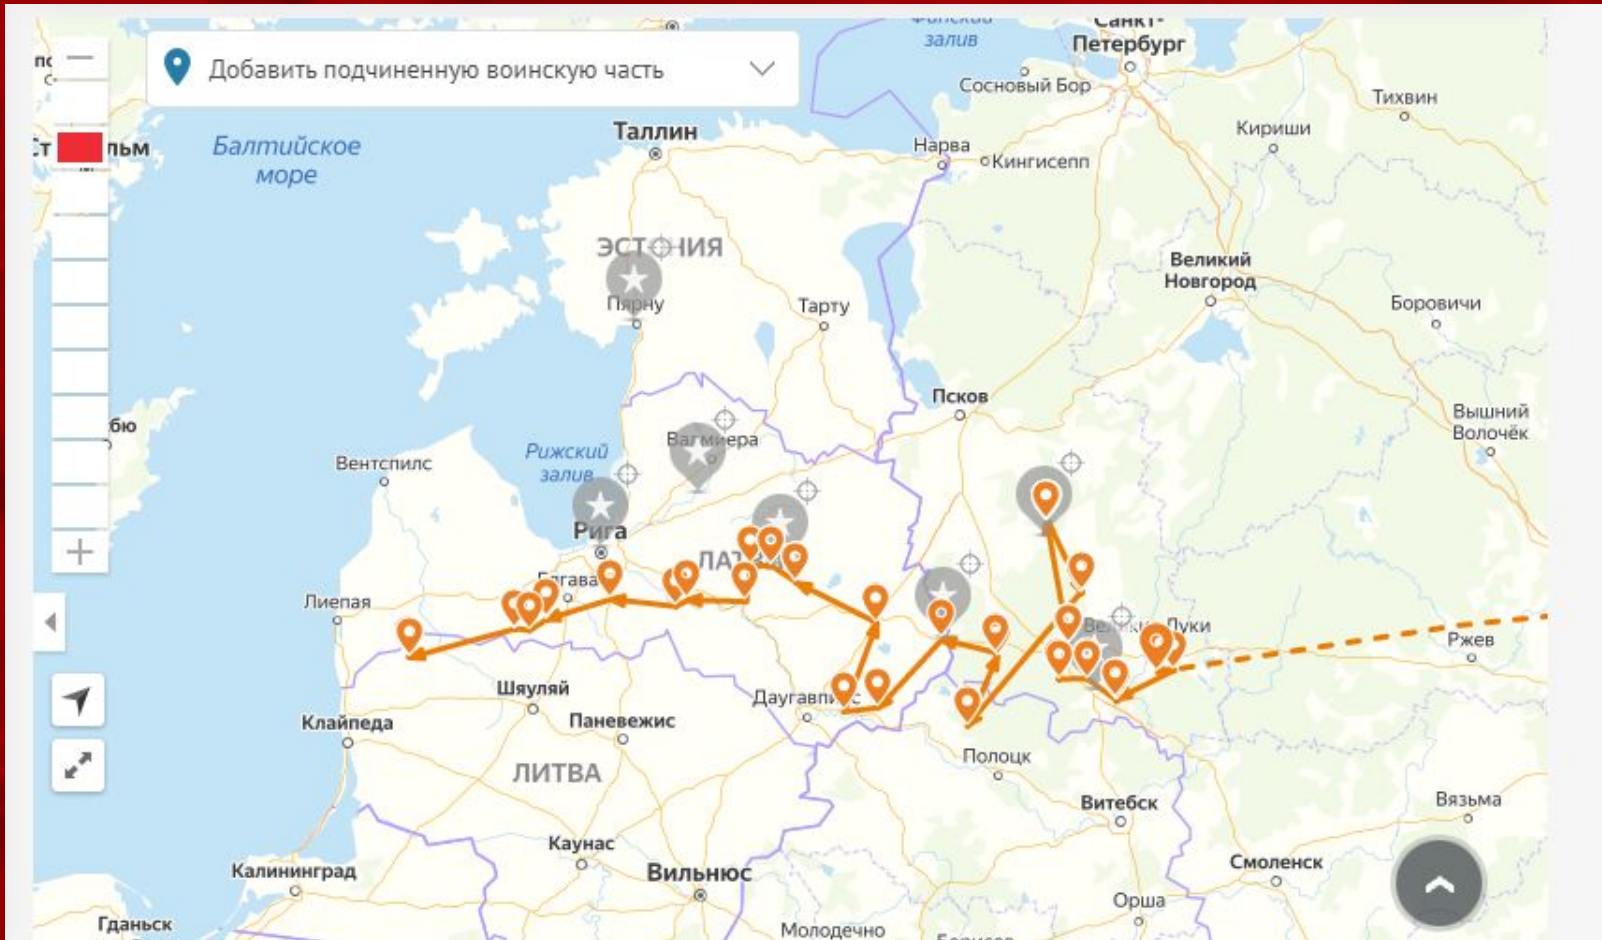 Финский
залив
Санкт-
Петербург
Добавить подчиненную воинскую часть
Сосновый Бор
Тихвин
Таллин
Кириши
Балтийское
море
Нарва
Кингисепп
ЭСТОНИЯ
Великий
Новгород
Пярну
Тарту
Боровичи
Псков
Вышний
Волочёк
Валмиера
Рижский
залив
Вентспилс
Рига
ЛАТВИЯ
Елгава
Лиепая
Великие Луки
Ржев
Шяуляй
Даугавпилс
Клайпеда
Паневежис
Полоцк
ЛИТВА
Витебск
Вязьма
Каунас
Смоленск
Калининград
Вильнюс
Орша
Гданьск
Молодечно